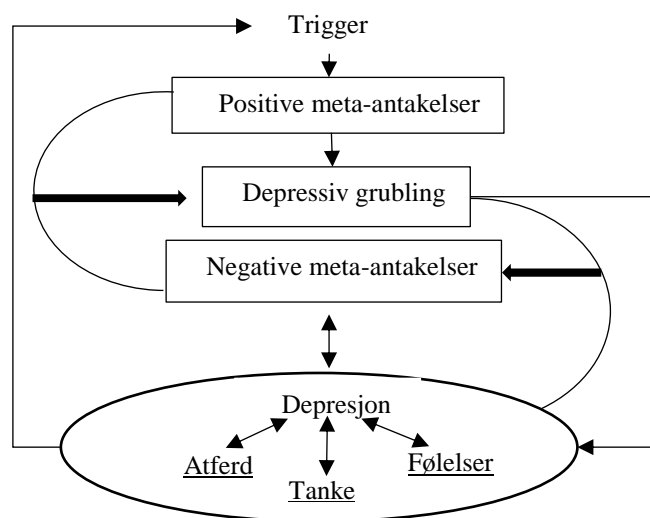 Trigger
Positive meta-antakelser
Depressiv grubling
Negative meta-antakelser
Depresjon
Atferd
Følelser
Tanke